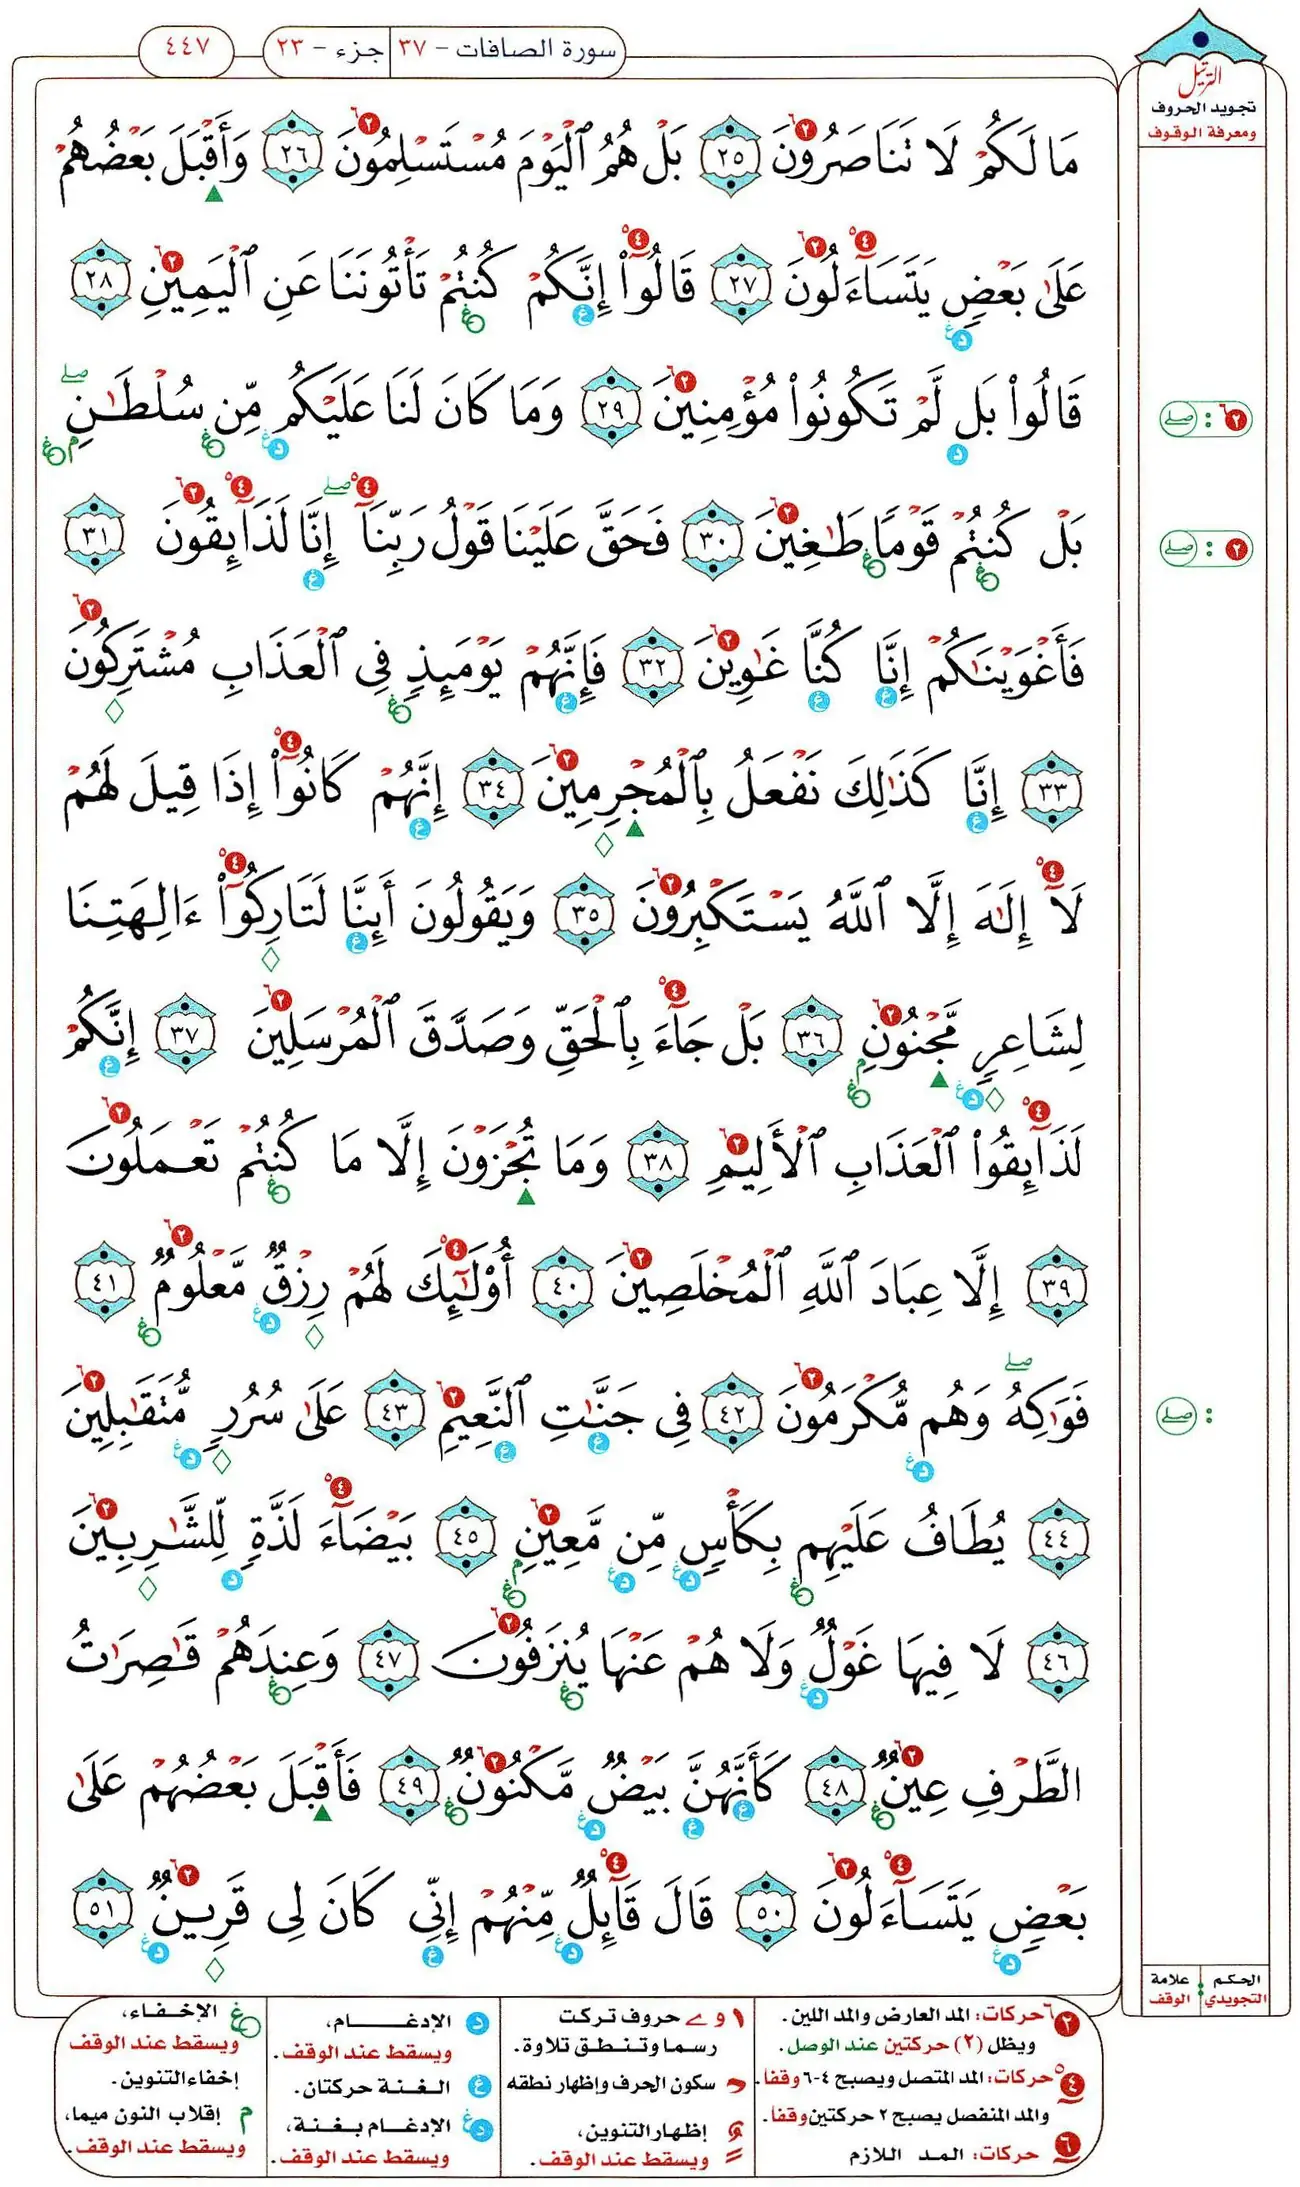 سورة الصافات - ٣٧ جزء - ٢٣ ٤٤٧
الترتيل
تجويد الحروف
ومعرفة الوقوف
مَا لَكُمْ لَا تَنَاصَرُونَ ٢٥ بَلْ هُمُ ٱلْيَوْمَ مُسْتَسْلِمُونَ ٢٦ وَأَقْبَلَ بَعْضُهُمْ
عَلَىٰ بَعْضٍ يَتَسَآءَلُونَ ٢٧ قَالُوٓا۟ إِنَّكُمْ كُنتُمْ تَأْتُونَنَا عَنِ ٱلْيَمِينِ ٢٨
قَالُوا۟ بَل لَّمْ تَكُونُوا۟ مُؤْمِنِينَ ٢٩ وَمَا كَانَ لَنَا عَلَيْكُم مِّن سُلْطَٰنٍۭ ۖ
بَلْ كُنتُمْ قَوْمًا طَٰغِينَ ٣٠ فَحَقَّ عَلَيْنَا قَوْلُ رَبِّنَآ ۖ إِنَّا لَذَآئِقُونَ ٣١
فَأَغْوَيْنَٰكُمْ إِنَّا كُنَّا غَٰوِينَ ٣٢ فَإِنَّهُمْ يَوْمَئِذٍ فِى ٱلْعَذَابِ مُشْتَرِكُونَ
٣٣ إِنَّا كَذَٰلِكَ نَفْعَلُ بِٱلْمُجْرِمِينَ ٣٤ إِنَّهُمْ كَانُوٓا۟ إِذَا قِيلَ لَهُمْ
لَآ إِلَٰهَ إِلَّا ٱللَّهُ يَسْتَكْبِرُونَ ٣٥ وَيَقُولُونَ أَئِنَّا لَتَارِكُوٓا۟ ءَالِهَتِنَا
لِشَاعِرٍ مَّجْنُونٍۭ ٣٦ بَلْ جَآءَ بِٱلْحَقِّ وَصَدَّقَ ٱلْمُرْسَلِينَ ٣٧ إِنَّكُمْ
لَذَآئِقُوا۟ ٱلْعَذَابِ ٱلْأَلِيمِ ٣٨ وَمَا تُجْزَوْنَ إِلَّا مَا كُنتُمْ تَعْمَلُونَ
٣٩ إِلَّا عِبَادَ ٱللَّهِ ٱلْمُخْلَصِينَ ٤٠ أُو۟لَٰٓئِكَ لَهُمْ رِزْقٌ مَّعْلُومٌ ٤١
فَوَٰكِهُ ۖ وَهُم مُّكْرَمُونَ ٤٢ فِى جَنَّٰتِ ٱلنَّعِيمِ ٤٣ عَلَىٰ سُرُرٍ مُّتَقَٰبِلِينَ
٤٤ يُطَافُ عَلَيْهِم بِكَأْسٍ مِّن مَّعِينٍۭ ٤٥ بَيْضَآءَ لَذَّةٍ لِّلشَّٰرِبِينَ
٤٦ لَا فِيهَا غَوْلٌ وَلَا هُمْ عَنْهَا يُنزَفُونَ ٤٧ وَعِندَهُمْ قَٰصِرَٰتُ
ٱلطَّرْفِ عِينٌ ٤٨ كَأَنَّهُنَّ بَيْضٌ مَّكْنُونٌ ٤٩ فَأَقْبَلَ بَعْضُهُمْ عَلَىٰ
بَعْضٍ يَتَسَآءَلُونَ ٥٠ قَالَ قَآئِلٌ مِّنْهُمْ إِنِّى كَانَ لِى قَرِينٌ ٥١
الحكم التجويدي
علامة الوقف
٦ حركات: المد العارض والمد اللين.
ويظل (٢) حركتين عند الوصل.
٥ حركات: المد المتصل ويصبح ٤-٦ وقفاً.
والمد المنفصل يصبح ٢ حركتين وقفاً.
٦ حركات: المد اللازم
ا و ے حروف تركت
رسما وتنطق تلاوة.
سكون الحرف وإظهار نطقه
إظهار التنوين،
ويسقط عند الوقف.
د الإدغام،
ويسقط عند الوقف.
غ الغنة حركتان.
دغ الإدغام بغنة،
ويسقط عند الوقف.
الإخفاء،
ويسقط عند الوقف
إخفاء التنوين.
م إقلاب النون ميما،
ويسقط عند الوقف.